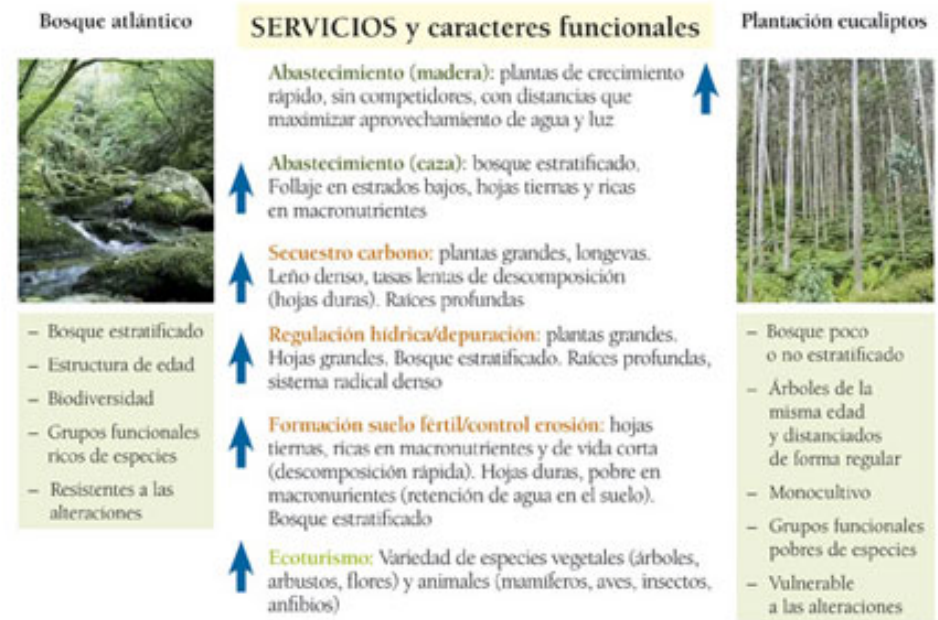 Bosque atlántico
SERVICIOS y caracteres funcionales
Plantación eucaliptos
Abastecimiento (madera): plantas de crecimiento
rápido, sin competidores, con distancias que
maximizar aprovechamiento de agua y luz
Abastecimiento (caza): bosque estratificado.
Follaje en estrados bajos, hojas tiernas y ricas
en macronutrientes
Secuestro carbono: plantas grandes, longevas.
Leño denso, tasas lentas de descomposición
(hojas duras). Raíces profundas
Regulación hídrica/depuración: plantas grandes.
Hojas grandes. Bosque estratificado. Raíces profundas,
sistema radical denso
Formación suelo fértil/control erosión: hojas
tiernas, ricas en macronutrientes y de vida corta
(descomposición rápida). Hojas duras, pobre en
macronurientes (retención de agua en el suelo).
Bosque estratificado
Ecoturismo: Variedad de especies vegetales (árboles,
arbustos, flores) y animales (mamíferos, aves, insectos,
anfibios)
– Bosque estratificado
– Estructura de edad
– Biodiversidad
– Grupos funcionales
ricos de especies
– Resistentes a las
alteraciones
– Bosque poco
o no estratificado
– Árboles de la
misma edad
y distanciados
de forma regular
– Monocultivo
– Grupos funcionales
pobres de especies
– Vulnerable
a las alteraciones